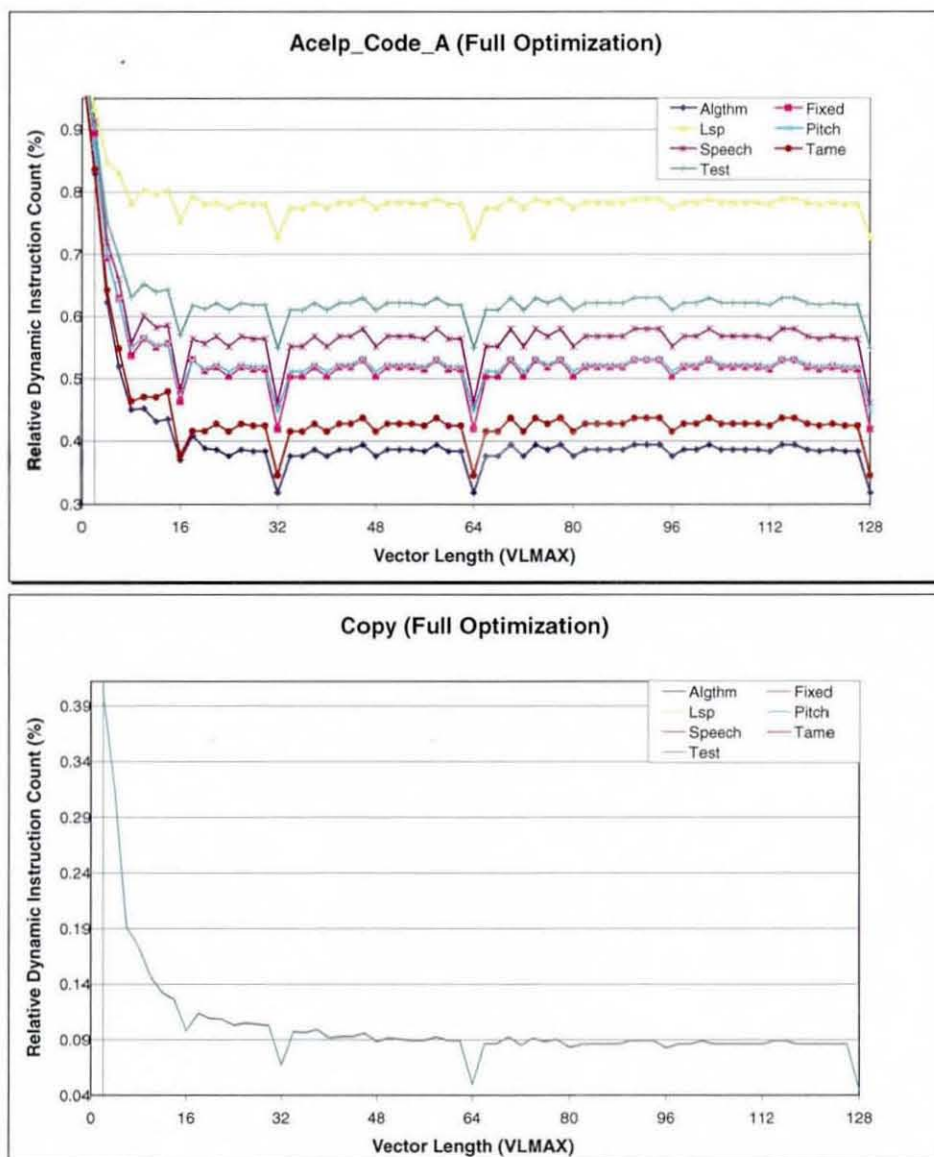 Acelp_Code_A (Full Optimization)
Relative Dynamic Instruction Count (%)
0.9
0.8
0.7
0.6
0.5
0.4
0.3
Algthm Fixed
Lsp Pitch
Speech Tame
Test
0 16 32 48 64 80 96 112 128
Vector Length (VLMAX)
Copy (Full Optimization)
Relative Dynamic Instruction Count (%)
0.39
0.34
0.29
0.24
0.19
0.14
0.09
0.04
Algthm Fixed
Lsp Pitch
Speech Tame
Test
0 16 32 48 64 80 96 112 128
Vector Length (VLMAX)